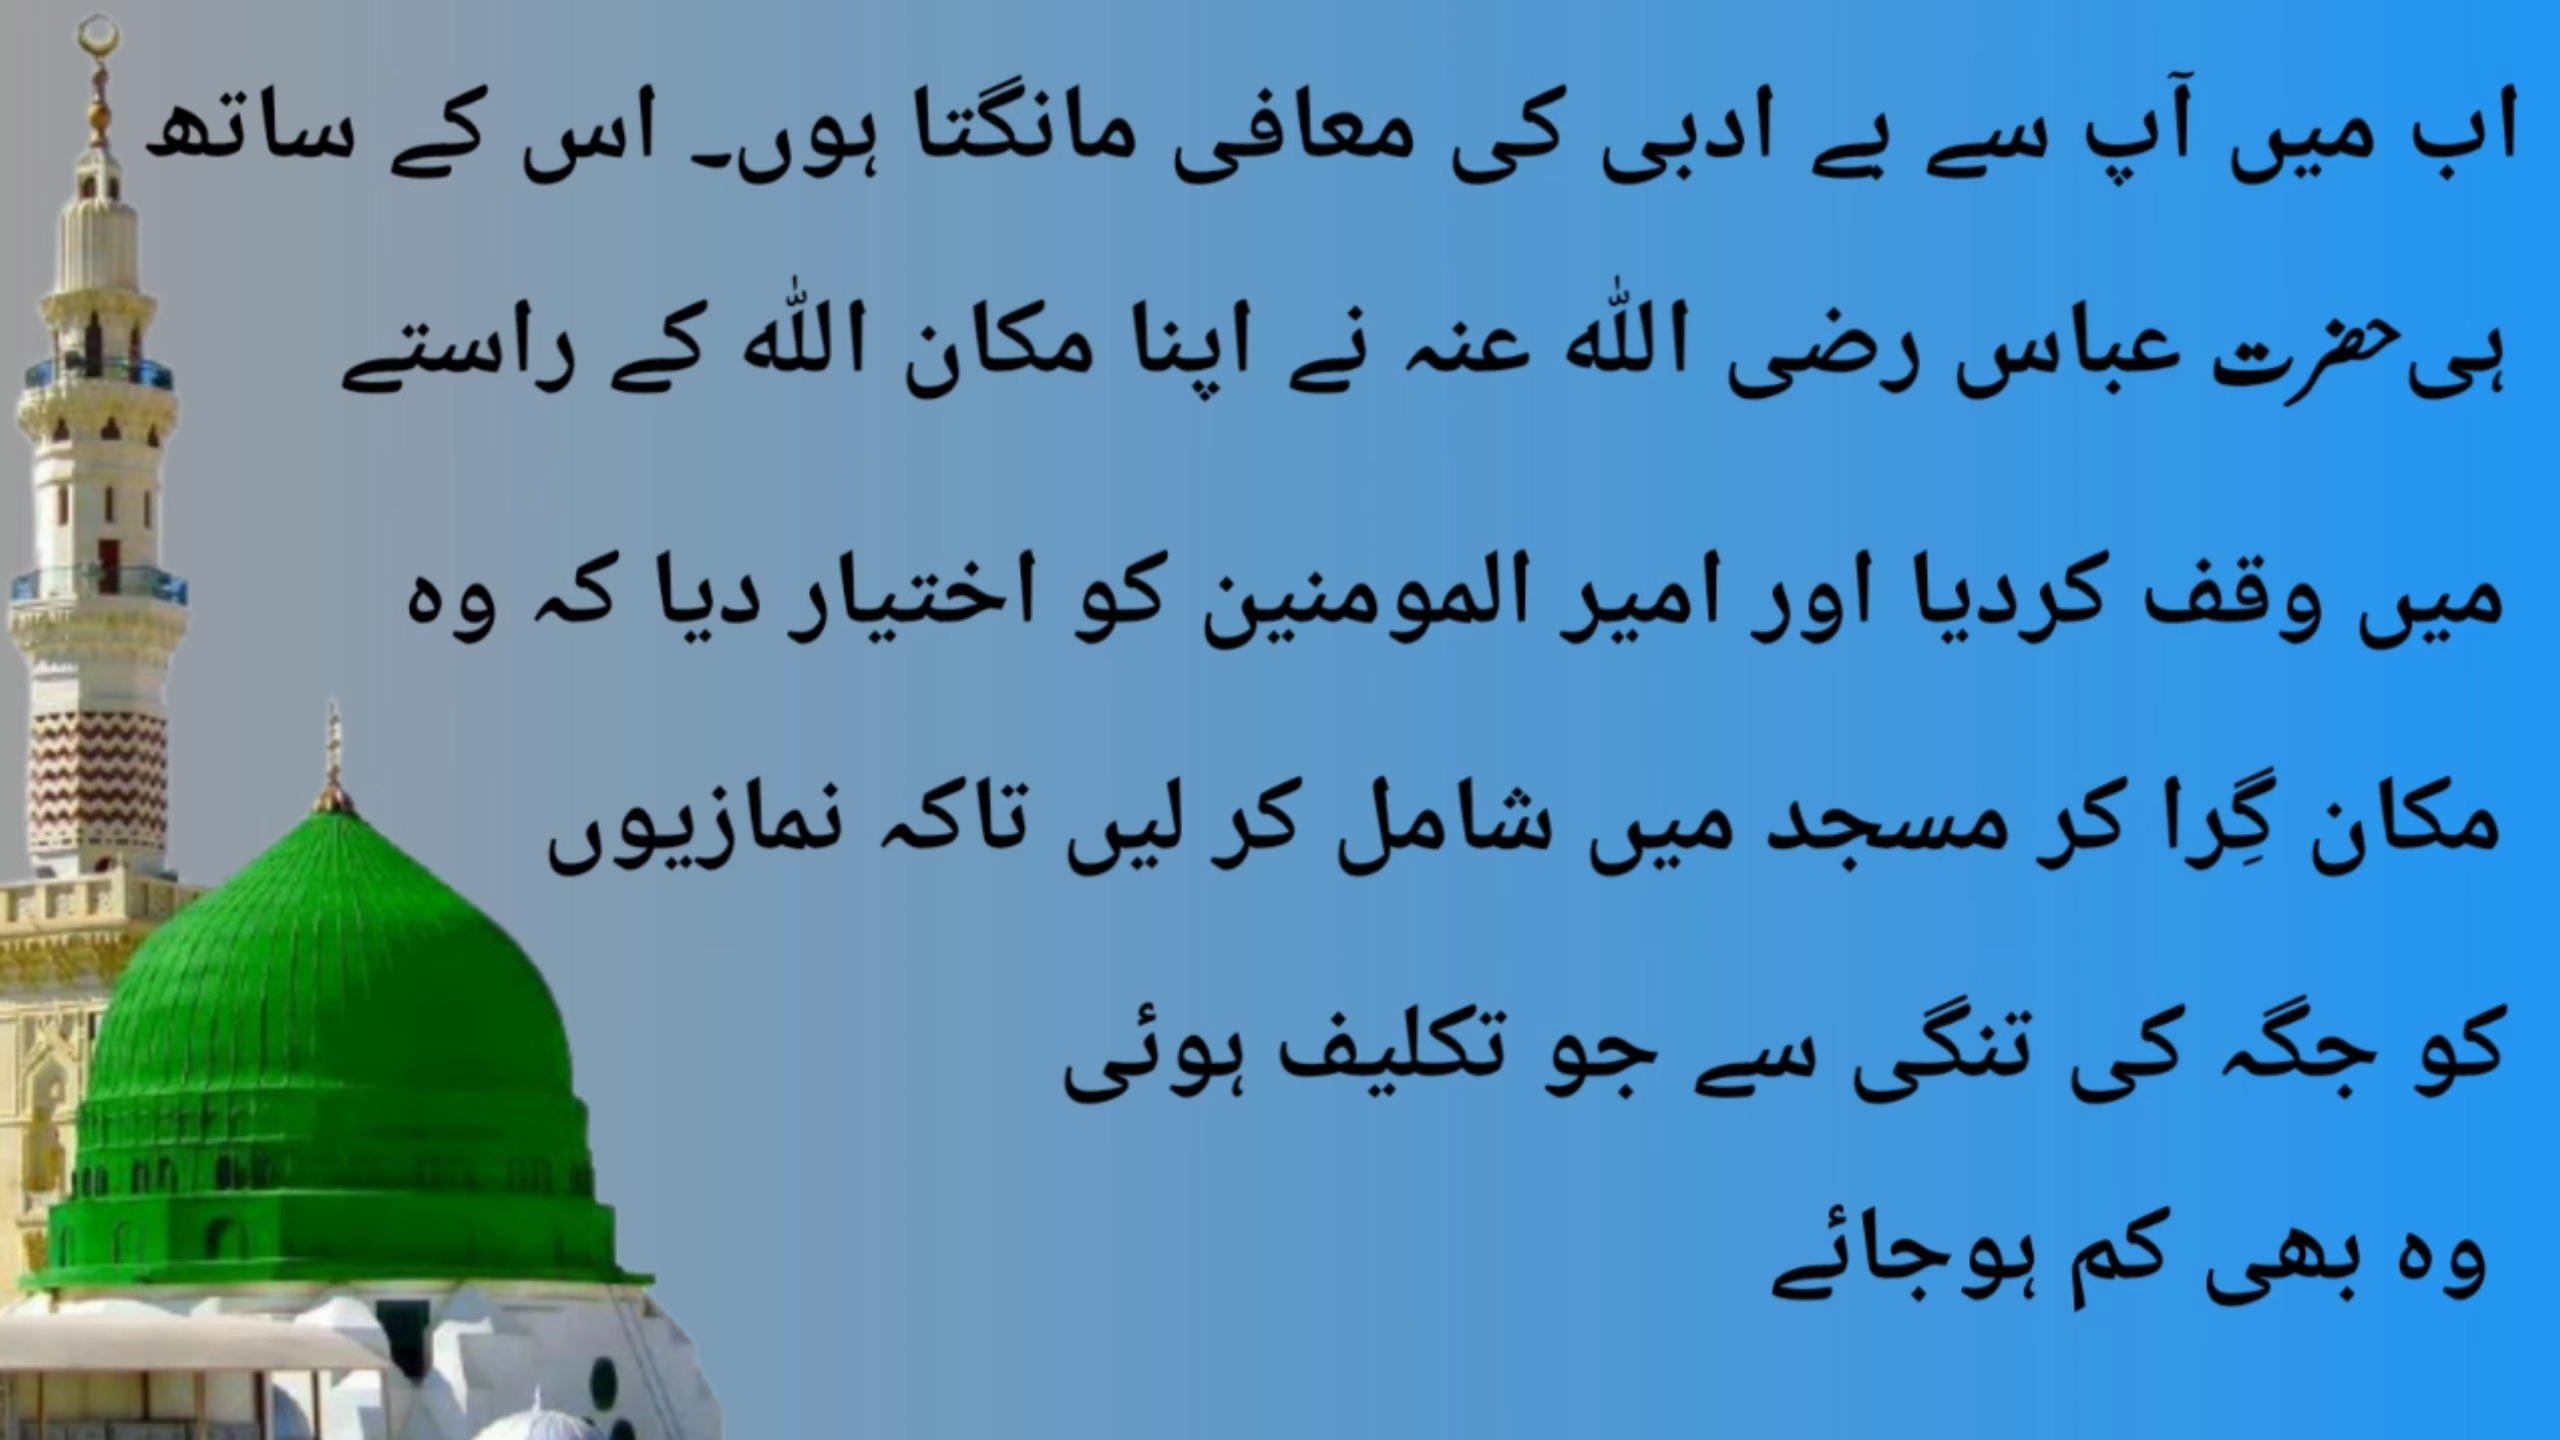 اب میں آپ سے بے ادبی کی معافی مانگتا ہوں۔ اس کے ساتھ
ہی حضرت عباس رضی اللہ عنہ نے اپنا مکان اللہ کے راستے
میں وقف کردیا اور امیر المومنین کو اختیار دیا کہ وہ
مکان گِرا کر مسجد میں شامل کر لیں تاکہ نمازیوں
کو جگہ کی تنگی سے جو تکلیف ہوئی
وہ بھی کم ہوجائے